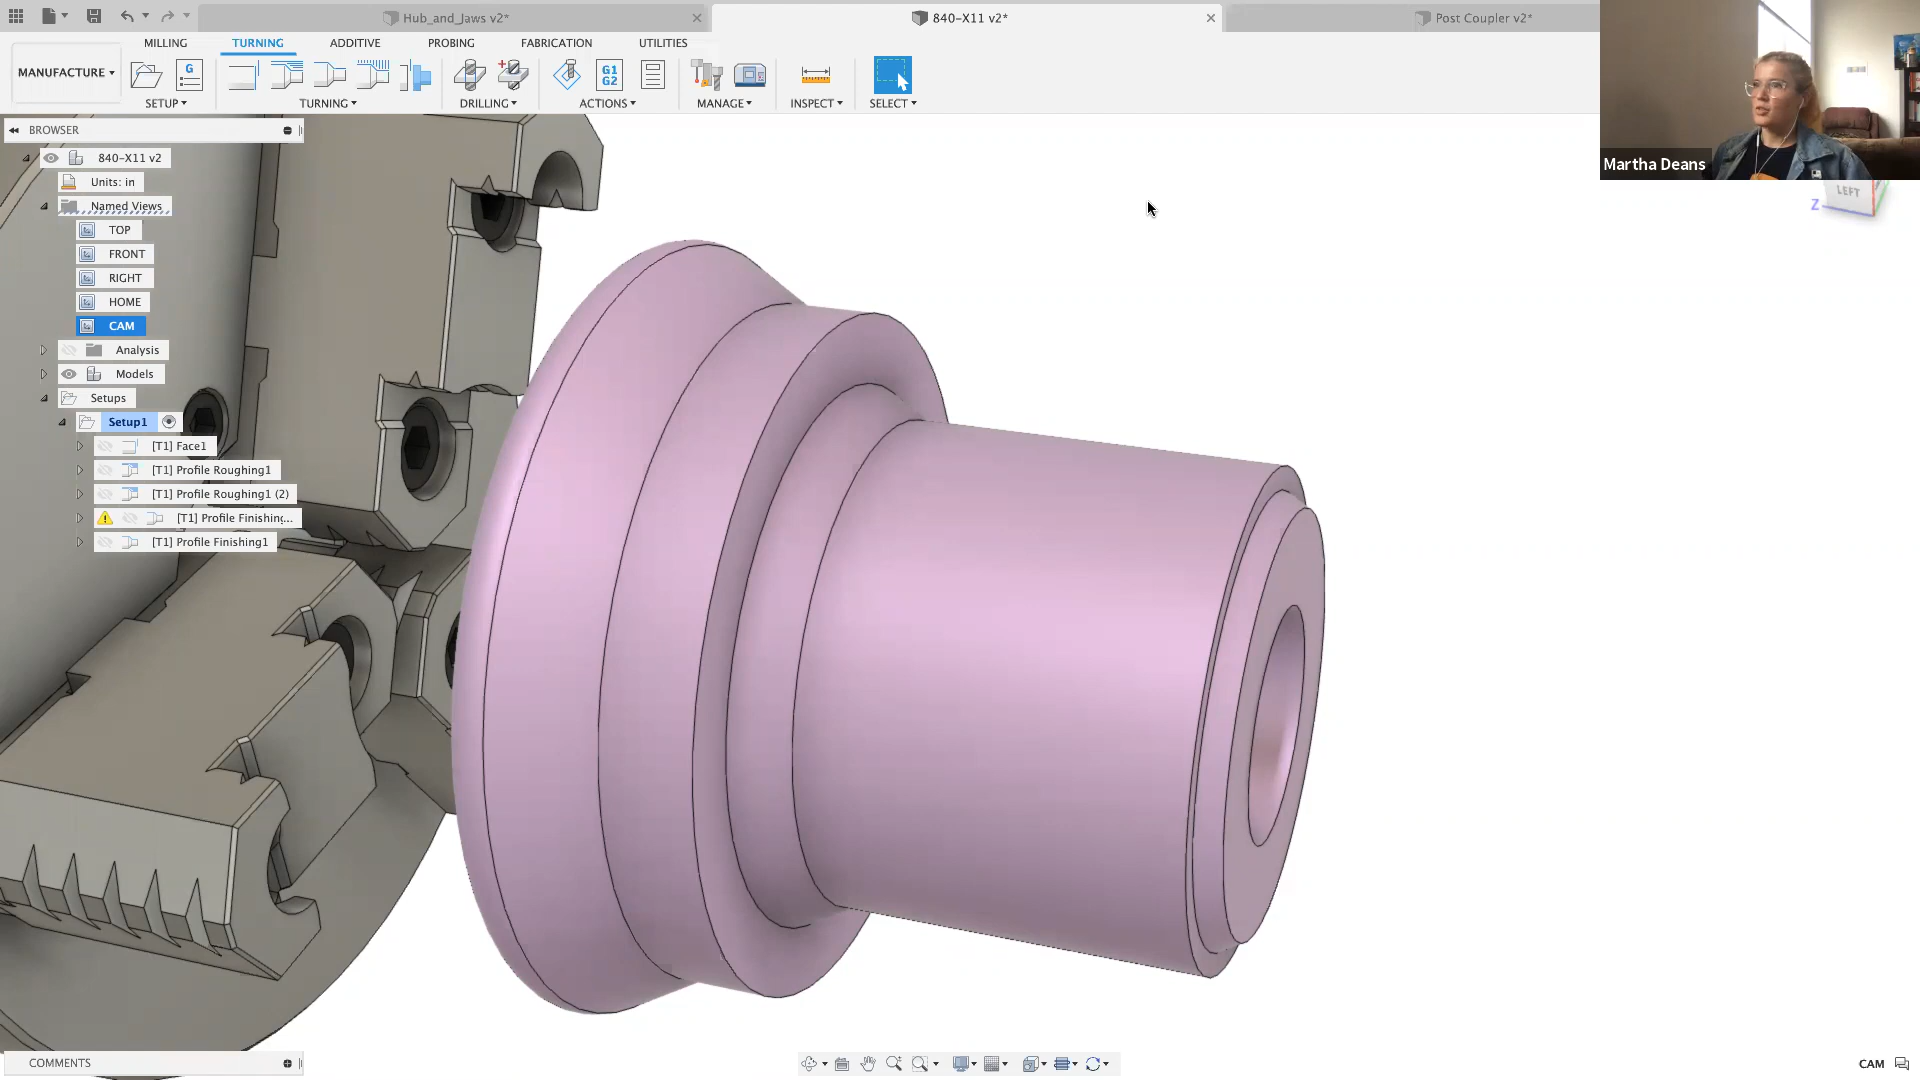 Hub_and_Jaws v2*
840-X11 v2*
Post Coupler v2*
MILLING
TURNING
ADDITIVE
PROBING
FABRICATION
UTILITIES
MANUFACTURE
G
G1
G2
SETUP
TURNING
DRILLING
ACTIONS
MANAGE
INSPECT
SELECT
Martha Deans
LEFT
Z
BROWSER
840-X11 v2
Units: in
Named Views
TOP
FRONT
RIGHT
HOME
CAM
Analysis
Models
Setups
Setup1
[T1] Face1
[T1] Profile Roughing1
[T1] Profile Roughing1 (2)
[T1] Profile Finishing...
[T1] Profile Finishing1
COMMENTS
CAM